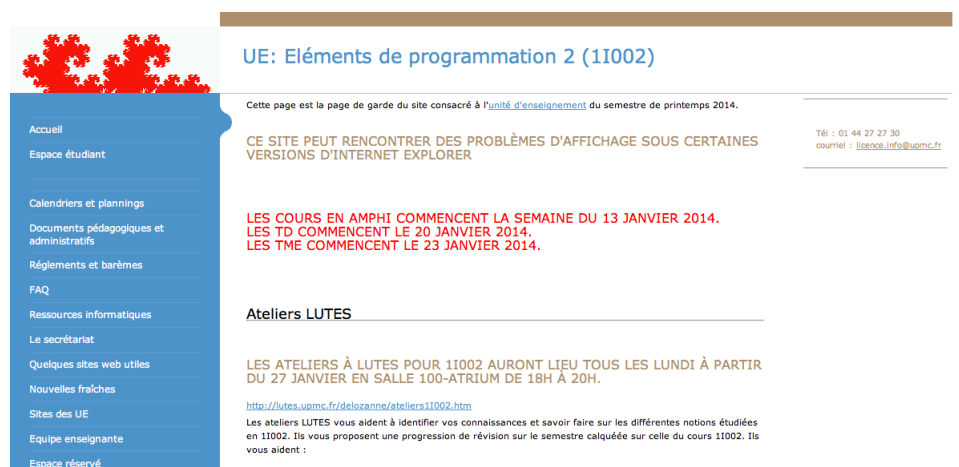 UE: Eléments de programmation 2 (1I002)
Accueil
Espace étudiant
Calendriers et plannings
Documents pédagogiques et
administratifs
Réglements et barèmes
FAQ
Ressources informatiques
Le secrétariat
Quelques sites web utiles
Nouvelles fraîches
Sites des UE
Equipe enseignante
Espace réservé
Cette page est la page de garde du site consacré à l'unité d'enseignement du semestre de printemps 2014.
CE SITE PEUT RENCONTRER DES PROBLÈMES D'AFFICHAGE SOUS CERTAINES
VERSIONS D'INTERNET EXPLORER
LES COURS EN AMPHI COMMENCENT LA SEMAINE DU 13 JANVIER 2014.
LES TD COMMENCENT LE 20 JANVIER 2014.
LES TME COMMENCENT LE 23 JANVIER 2014.
Ateliers LUTES
LES ATELIERS À LUTES POUR 1I002 AURONT LIEU TOUS LES LUNDI À PARTIR
DU 27 JANVIER EN SALLE 100-ATRIUM DE 18H À 20H.
http://lutes.upmc.fr/delozanne/ateliers1I002.htm
Les ateliers LUTES vous aident à identifier vos connaissances et savoir faire sur les différentes notions étudiées
en 1I002. Ils vous proposent une progression de révision sur le semestre calquéée sur celle du cours 1I002. Ils
vous aident :
Tél : 01 44 27 27 30
courriel : licence.info@upmc.fr